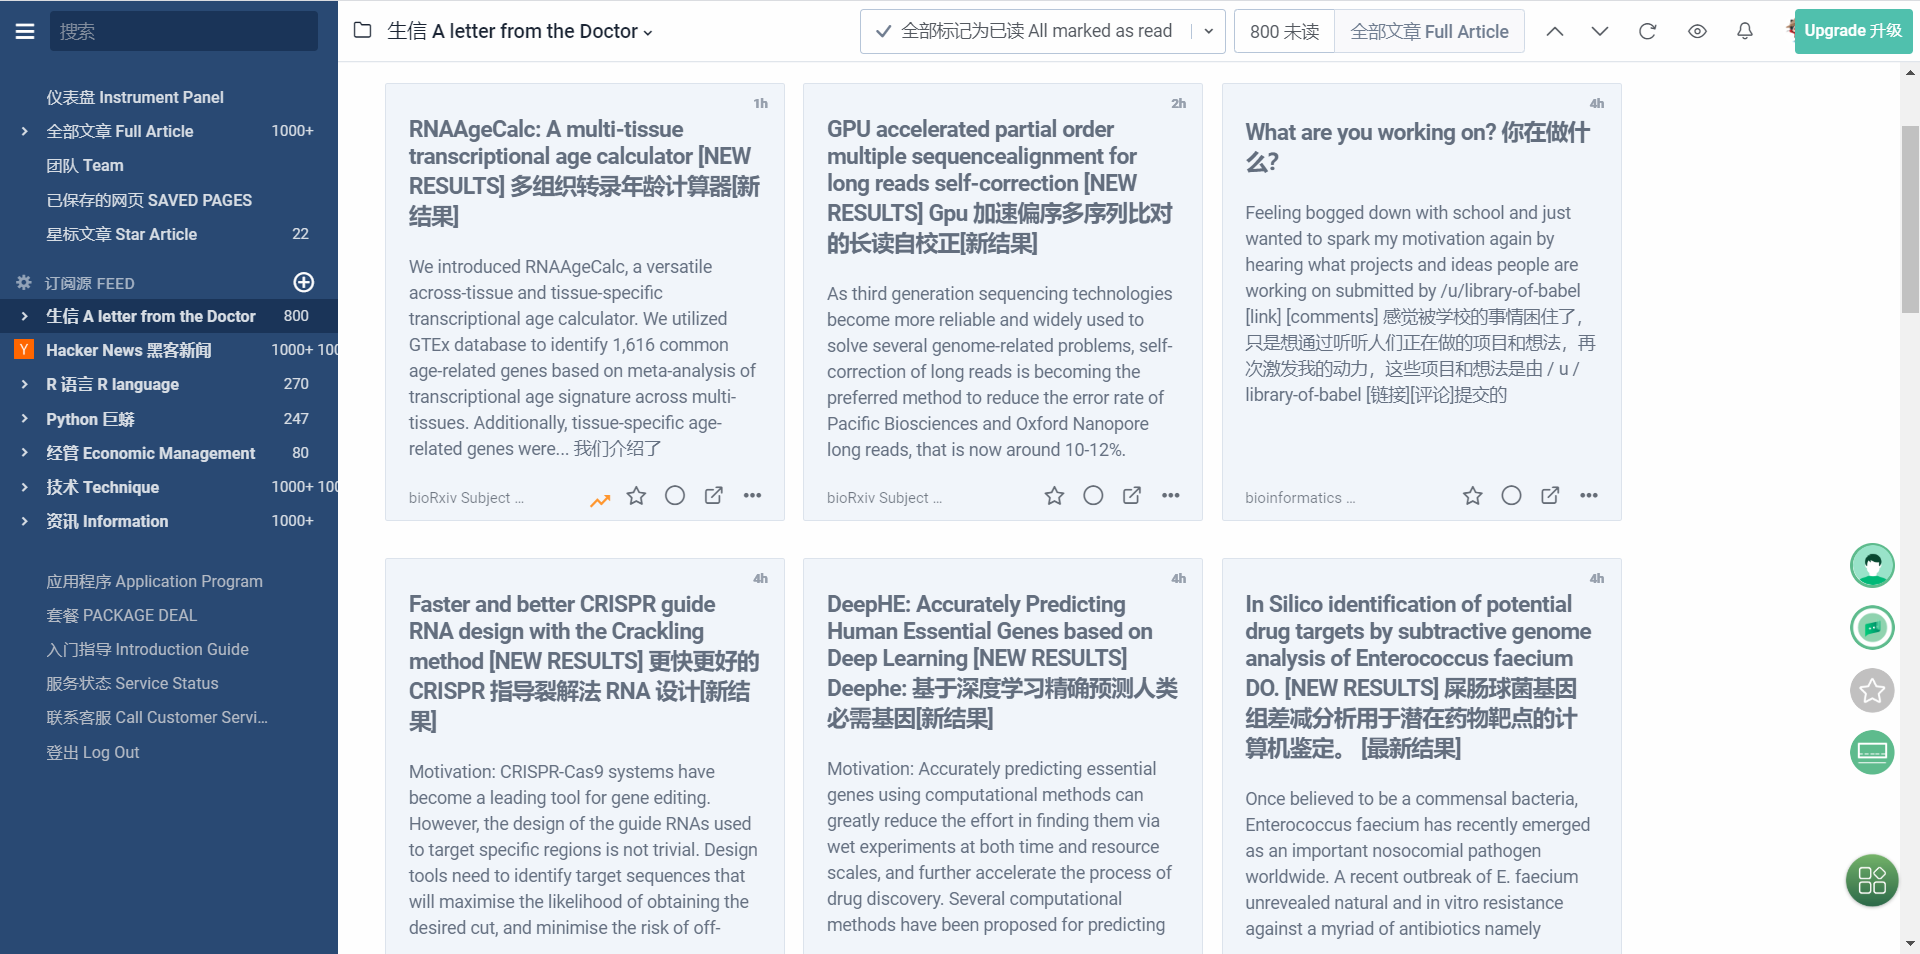 搜索
仪表盘 Instrument Panel
全部文章 Full Article 1000+
团队 Team
已保存的网页 SAVED PAGES
星标文章 Star Article 22
订阅源 FEED
生信 A letter from the Doctor 800
Y Hacker News 黑客新闻 1000+ 100
R 语言 R language 270
Python 巨蟒 247
经管 Economic Management 80
技术 Technique 1000+ 100
资讯 Information 1000+
应用程序 Application Program
套餐 PACKAGE DEAL
入门指导 Introduction Guide
服务状态 Service Status
联系客服 Call Customer Servi...
登出 Log Out
生信 A letter from the Doctor
全部标记为已读 All marked as read
800 未读
全部文章 Full Article
Upgrade 升级
1h
RNAAgeCalc: A multi-tissue
transcriptional age calculator [NEW
RESULTS] 多组织转录年龄计算器[新
结果]
We introduced RNAAgeCalc, a versatile
across-tissue and tissue-specific
transcriptional age calculator. We utilized
GTEx database to identify 1,616 common
age-related genes based on meta-analysis of
transcriptional age signature across multi-
tissues. Additionally, tissue-specific age-
related genes were... 我们介绍了
bioRxiv Subject ...
2h
GPU accelerated partial order
multiple sequencealignment for
long reads self-correction [NEW
RESULTS] Gpu 加速偏序多序列比对
的长读自校正[新结果]
As third generation sequencing technologies
become more reliable and widely used to
solve several genome-related problems, self-
correction of long reads is becoming the
preferred method to reduce the error rate of
Pacific Biosciences and Oxford Nanopore
long reads, that is now around 10-12%.
bioRxiv Subject ...
4h
What are you working on? 你在做什
么?
Feeling bogged down with school and just
wanted to spark my motivation again by
hearing what projects and ideas people are
working on submitted by /u/library-of-babel
[link] [comments] 感觉被学校的事情困住了，
只是想通过听听人们正在做的项目和想法，再
次激发我的动力，这些项目和想法是由 / u /
library-of-babel [链接][评论]提交的
bioinformatics ...
4h
Faster and better CRISPR guide
RNA design with the Crackling
method [NEW RESULTS] 更快更好的
CRISPR 指导裂解法 RNA 设计[新结
果]
Motivation: CRISPR-Cas9 systems have
become a leading tool for gene editing.
However, the design of the guide RNAs used
to target specific regions is not trivial. Design
tools need to identify target sequences that
will maximise the likelihood of obtaining the
desired cut, and minimise the risk of off-
4h
DeepHE: Accurately Predicting
Human Essential Genes based on
Deep Learning [NEW RESULTS]
Deephe: 基于深度学习精确预测人类
必需基因[新结果]
Motivation: Accurately predicting essential
genes using computational methods can
greatly reduce the effort in finding them via
wet experiments at both time and resource
scales, and further accelerate the process of
drug discovery. Several computational
methods have been proposed for predicting
4h
In Silico identification of potential
drug targets by subtractive genome
analysis of Enterococcus faecium
DO. [NEW RESULTS] 屎肠球菌基因
组差减分析用于潜在药物靶点的计
算机鉴定。 [最新结果]
Once believed to be a commensal bacteria,
Enterococcus faecium has recently emerged
as an important nosocomial pathogen
worldwide. A recent outbreak of E. faecium
unrevealed natural and in vitro resistance
against a myriad of antibiotics namely